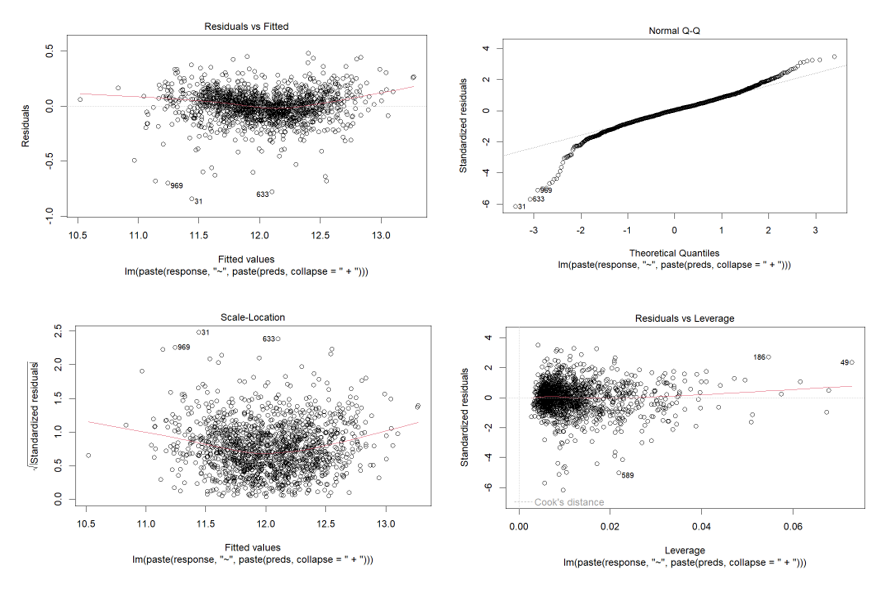 Residuals vs Fitted
Residuals
0.5
0.0
-0.5
-1.0
969
31
633
10.5 11.0 11.5 12.0 12.5 13.0
Fitted values
lm(paste(response, "~", paste(preds, collapse = " + ")))
Normal Q-Q
Standardized residuals
4
2
0
-2
-4
-6
969
633
31
-3 -2 -1 0 1 2 3
Theoretical Quantiles
lm(paste(response, "~", paste(preds, collapse = " + ")))
Scale-Location
√|Standardized residuals|
2.5
2.0
1.5
1.0
0.5
0.0
31
633
969
10.5 11.0 11.5 12.0 12.5 13.0
Fitted values
lm(paste(response, "~", paste(preds, collapse = " + ")))
Residuals vs Leverage
Standardized residuals
4
2
0
-2
-4
-6
186
49
589
Cook's distance
0.00 0.02 0.04 0.06
Leverage
lm(paste(response, "~", paste(preds, collapse = " + ")))